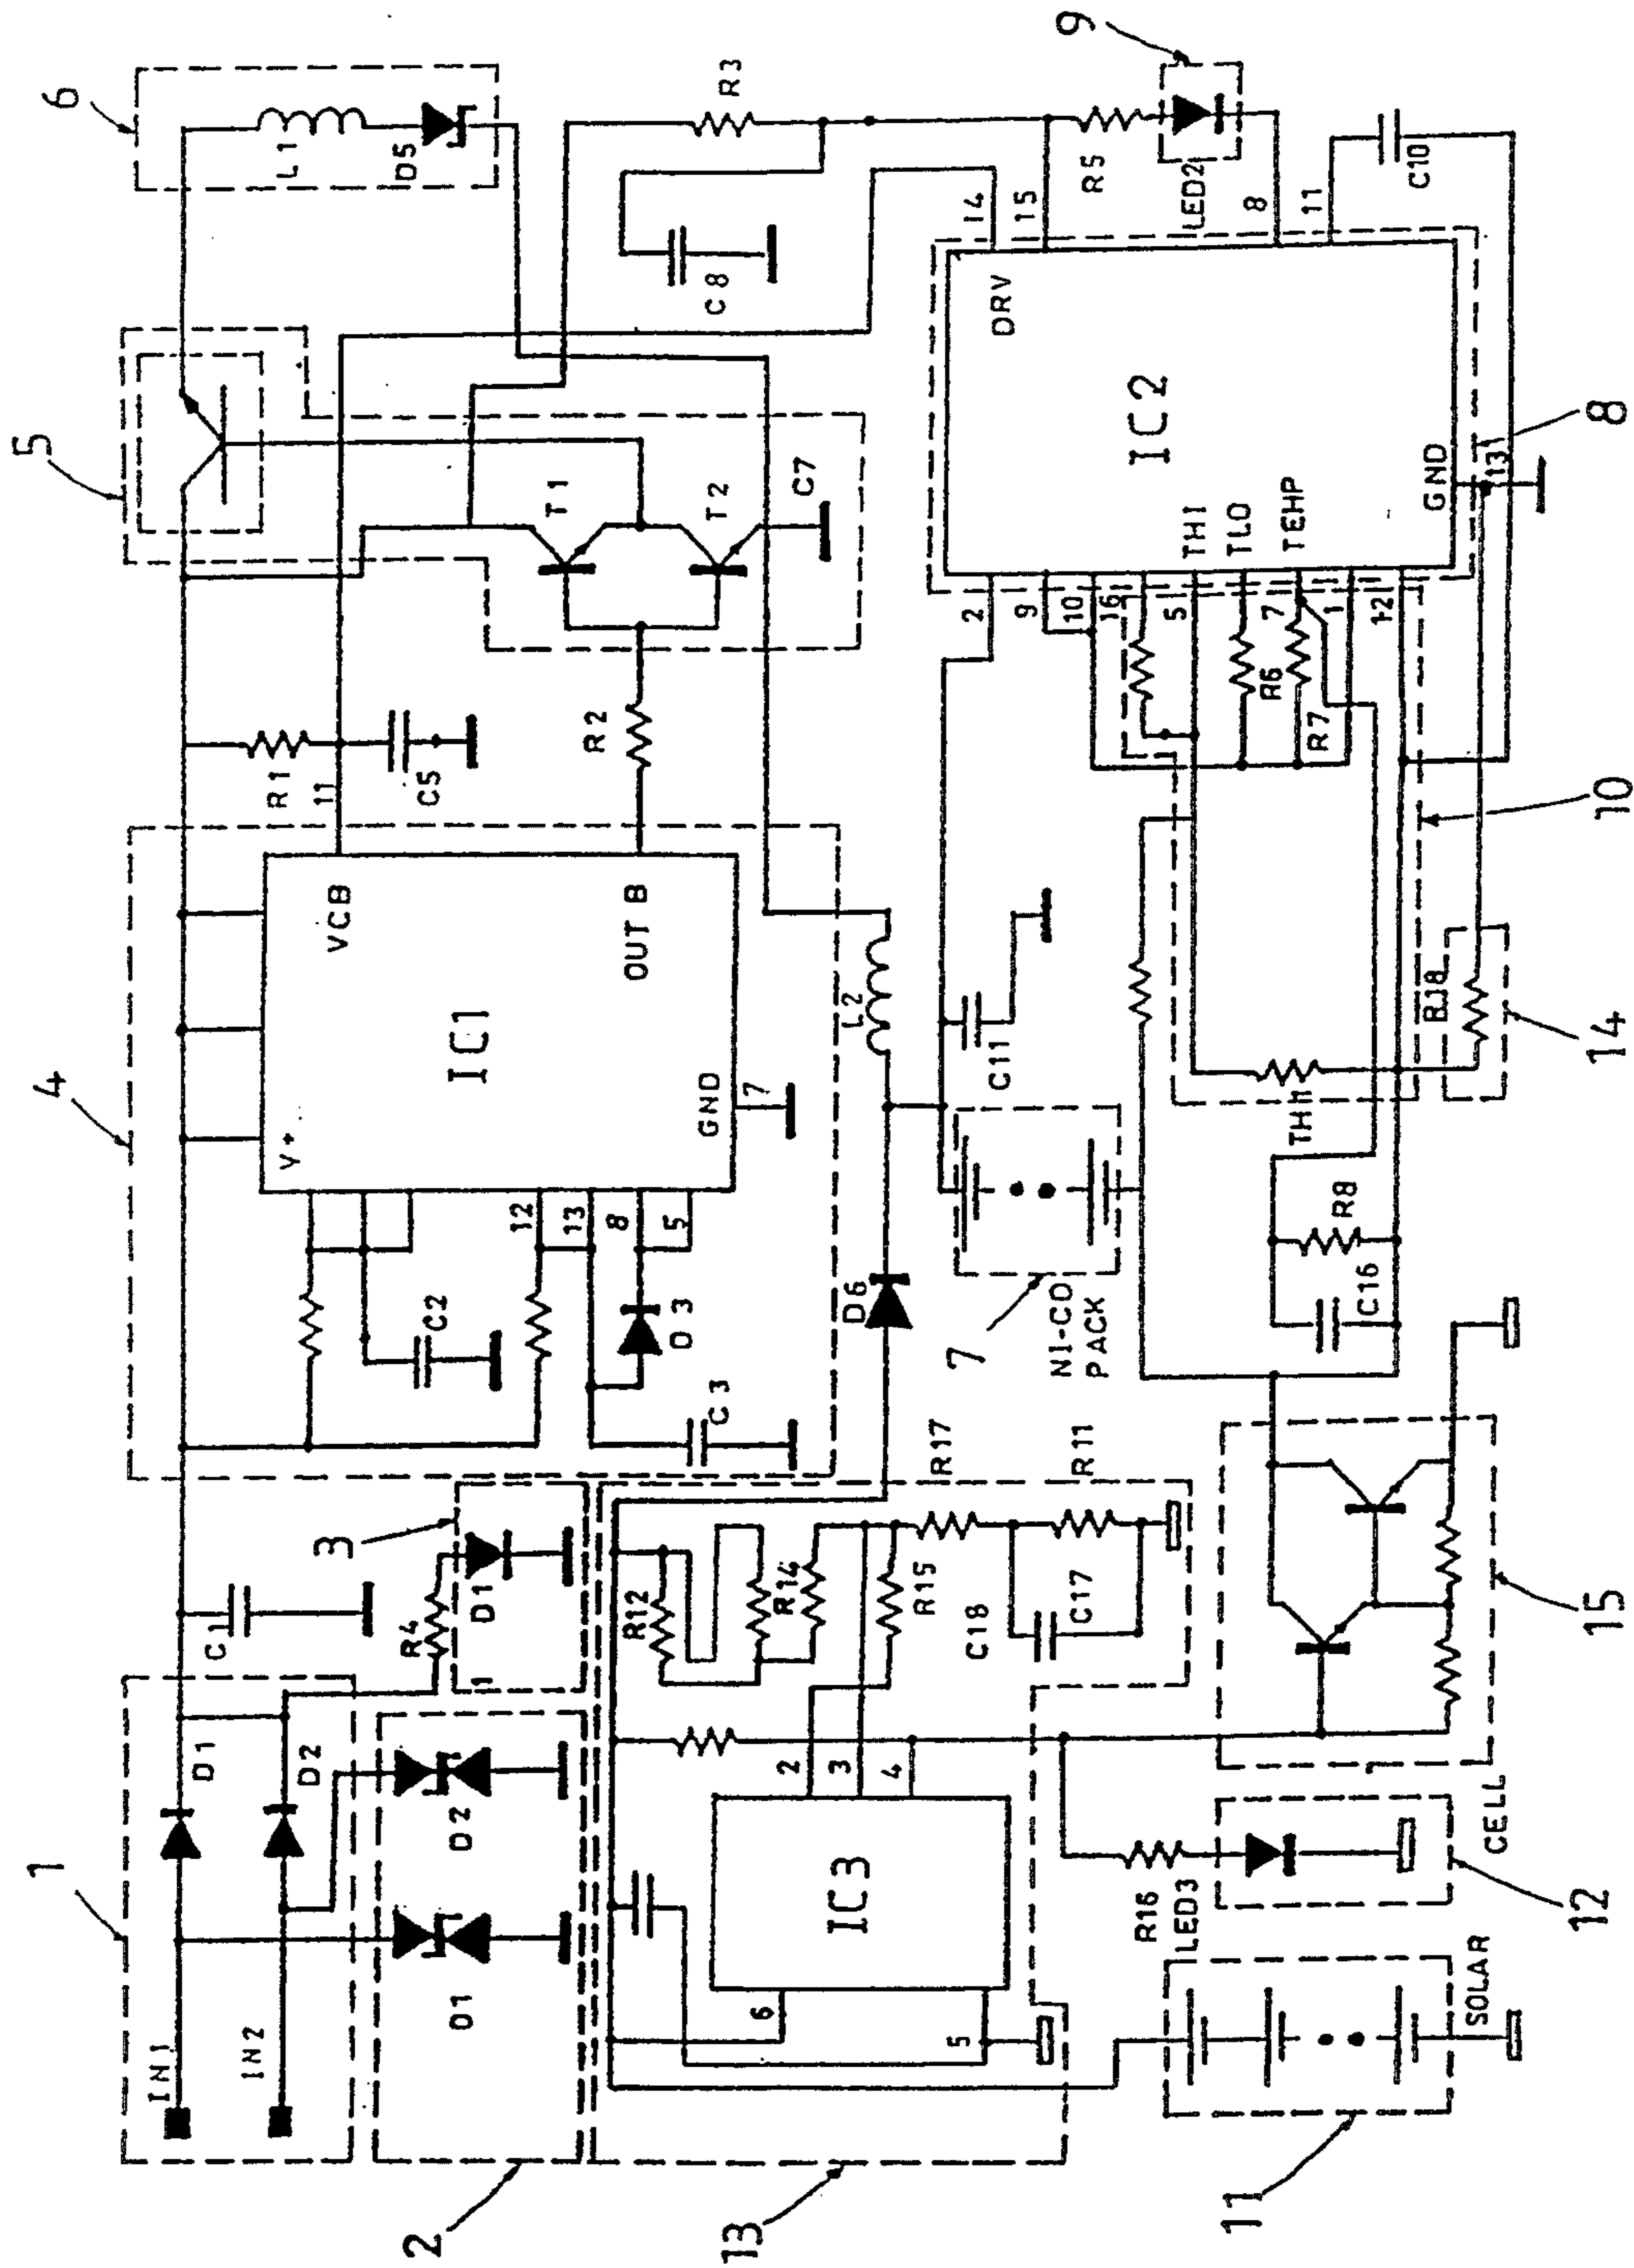 1
IN1
IN2
D1
D2
D1
D2
2
C1
R4
D1
3
4
V+
IC1
VCB
OUT B
GND
7
11
12
13
8
5
C2
D3
C3
R1
C5
R2
5
T1
T2
C7
6
L1
D5
R3
C8
L2
D6
C11
7
NI-CD
PACK
IC2
DRV
THI
TLO
TEHP
GND
14
15
8
11
2
9
10
16
5
7
1
12
13
R5
LED2
9
C10
8
R6
R7
10
TH1
R18
14
R8
C16
13
IC3
6
5
2
3
4
R12
R14
R15
R17
R11
C18
C17
R16
LED3
12
11
SOLAR
CELL
15